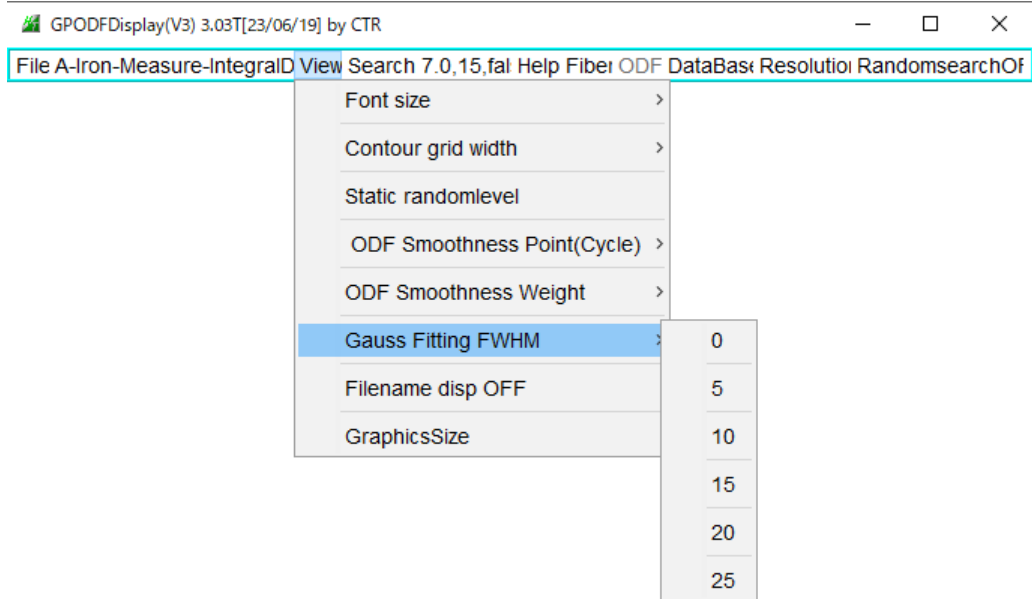 GPODFDisplay(V3) 3.03T[23/06/19] by CTR
File A-Iron-Measure-IntegralD View Search 7.0,15,fal Help Fiber ODF DataBase Resolution RandomsearchOF
Font size
Contour grid width
Static randomlevel
ODF Smoothness Point(Cycle)
ODF Smoothness Weight
Gauss Fitting FWHM
0
Filename disp OFF
5
GraphicsSize
10
15
20
25